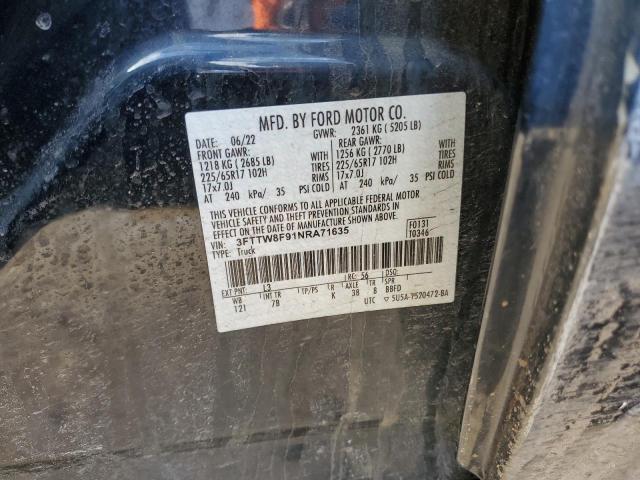 MFD. BY FORD MOTOR CO.
DATE: 06/22 GVWR: 2361 KG ( 5205 LB)
FRONT GAWR: REAR GAWR:
1218 KG ( 2685 LB) WITH 1256 KG ( 2770 LB) WITH
225/65R17 102H TIRES 225/65R17 102H TIRES
17x7.0J RIMS 17x7.0J RIMS
AT 240 kPa/ 35 PSI COLD AT 240 kPa/ 35 PSI COLD
THIS VEHICLE CONFORMS TO ALL APPLICABLE FEDERAL MOTOR
VEHICLE SAFETY AND THEFT PREVENTION STANDARDS IN
EFFECT ON THE DATE OF MANUFACTURE SHOWN ABOVE.
VIN: 3FTTW8F91NRA71635 F0131
TYPE: Truck T0346
EXT PNT: L3 RC: 56 DSO:
WB INT TR TP/PS R AXLE TR SPR
121 7B K 38 8 BBFD
UTC 5U5A-1520472-BA